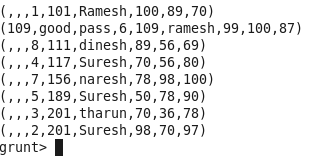 (,,,1,101,Ramesh,100,89,70)
(109,good,pass,6,109,ramesh,99,100,87)
(,,,8,111,dinesh,89,56,69)
(,,,4,117,Suresh,70,56,80)
(,,,7,156,naresh,78,98,100)
(,,,5,189,Suresh,50,78,90)
(,,,3,201,tharun,70,36,78)
(,,,2,201,Suresh,98,70,97)
grunt>